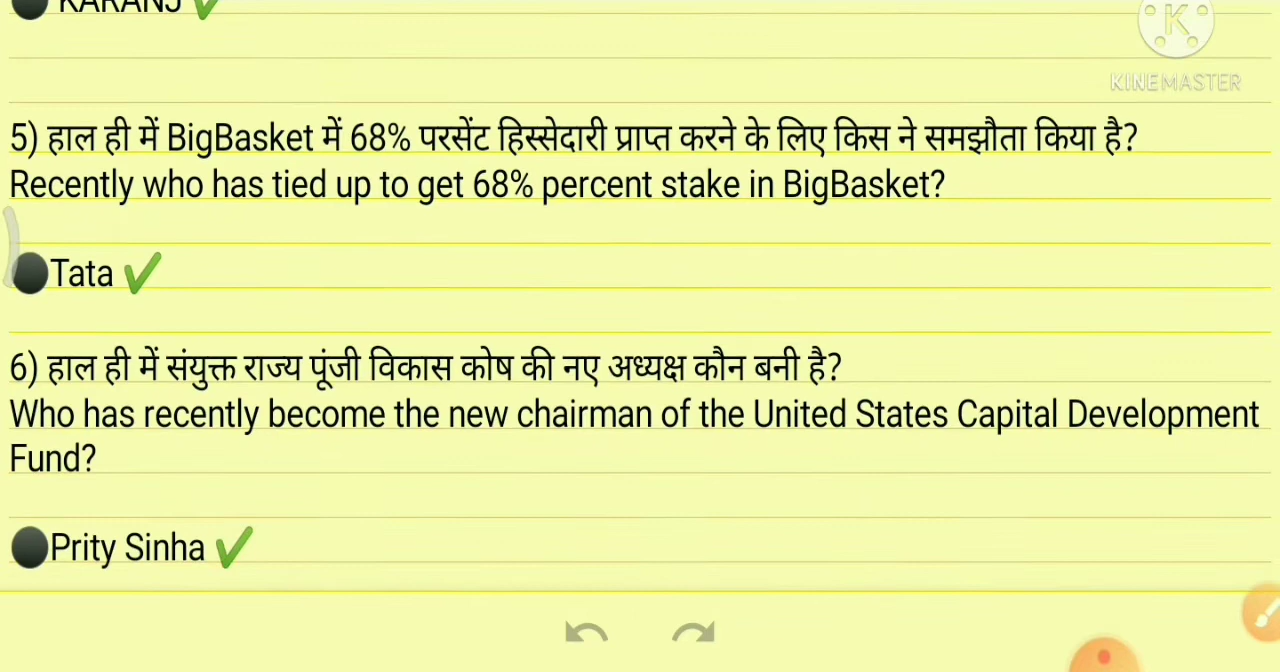 KARANJ
K
KINEMASTER
5) हाल ही में BigBasket में 68% परसेंट हिस्सेदारी प्राप्त करने के लिए किस ने समझौता किया है?
Recently who has tied up to get 68% percent stake in BigBasket?
Tata
6) हाल ही में संयुक्त राज्य पूंजी विकास कोष की नए अध्यक्ष कौन बनी है?
Who has recently become the new chairman of the United States Capital Development
Fund?
Prity Sinha